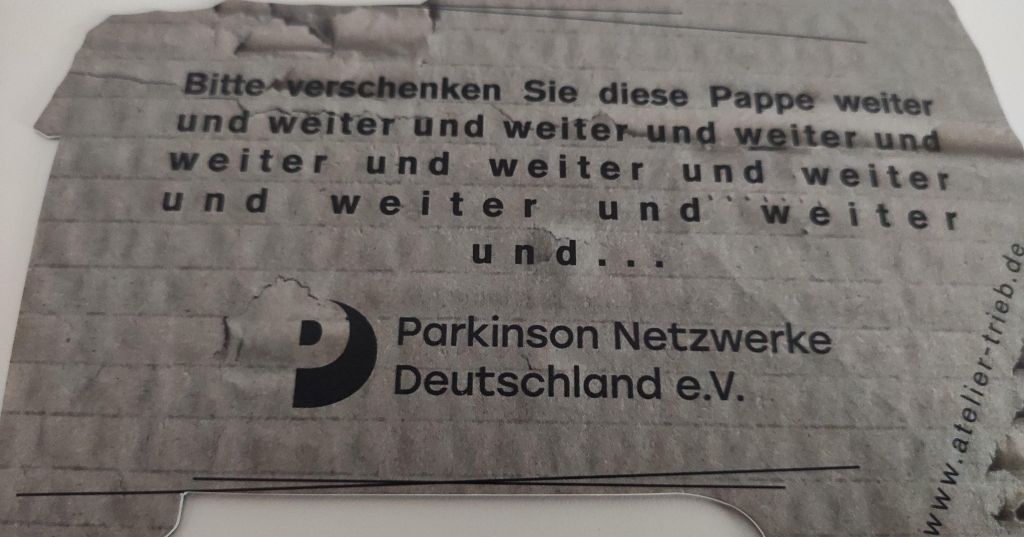 Bitte verschenken Sie diese Pappe weiter
und weiter und weiter und weiter und
weiter und weiter und weiter
und weiter und weiter
und...
Parkinson Netzwerke
Deutschland e.V.
www.atelier-trieb.de